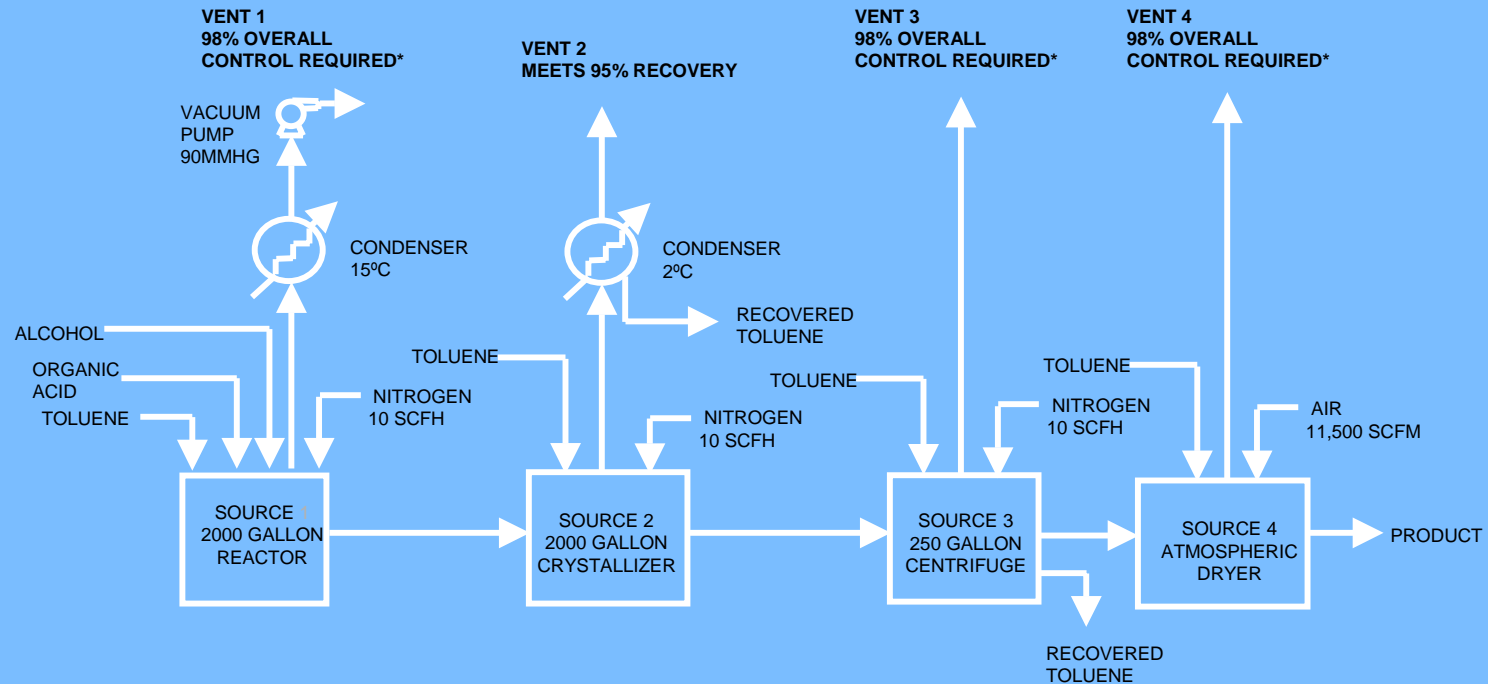 VENT 1
98% OVERALL
CONTROL REQUIRED*
VENT 2
MEETS 95% RECOVERY
VENT 3
98% OVERALL
CONTROL REQUIRED*
VENT 4
98% OVERALL
CONTROL REQUIRED*
VACUUM
PUMP
90MMHG
CONDENSER
15ºC
CONDENSER
2ºC
RECOVERED
TOLUENE
ALCOHOL
ORGANIC
ACID
TOLUENE
NITROGEN
10 SCFH
TOLUENE
NITROGEN
10 SCFH
TOLUENE
NITROGEN
10 SCFH
TOLUENE
AIR
11,500 SCFM
SOURCE 1
2000 GALLON
REACTOR
SOURCE 2
2000 GALLON
CRYSTALLIZER
SOURCE 3
250 GALLON
CENTRIFUGE
SOURCE 4
ATMOSPHERIC
DRYER
PRODUCT
RECOVERED
TOLUENE